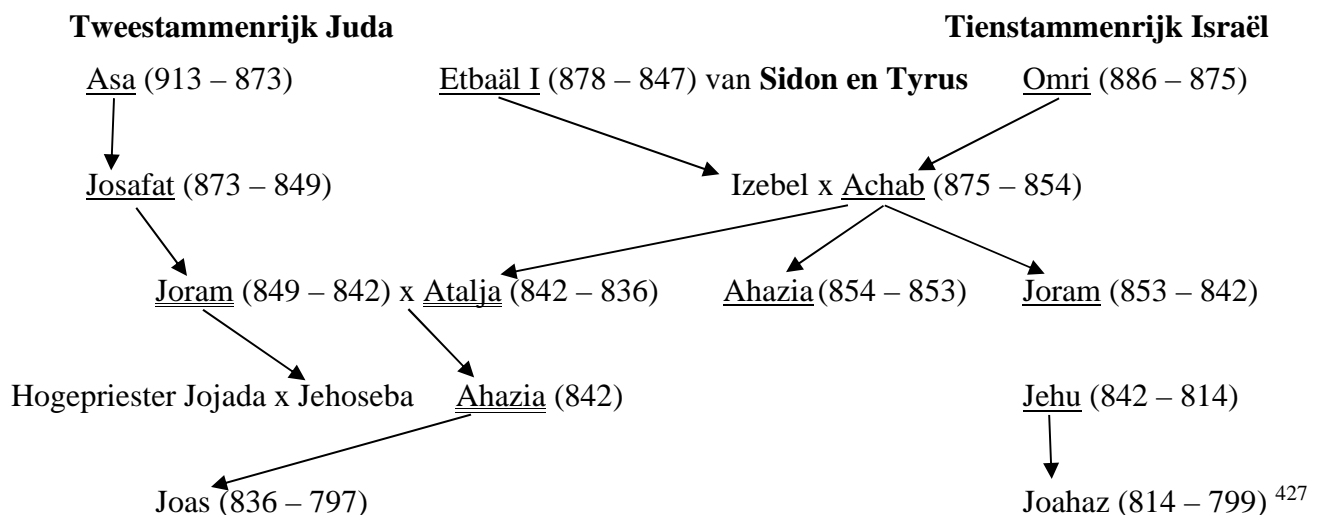 Tweestammenrijk Juda Tienstammenrijk Israël
Asa (913 – 873) Etbaäl I (878 – 847) van Sidon en Tyrus Omri (886 – 875)
Josafat (873 – 849) Izebel x Achab (875 – 854)
Joram (849 – 842) x Atalja (842 – 836) Ahazia (854 – 853) Joram (853 – 842)
Hogepriester Jojada x Jehoseba Ahazia (842) Jehu (842 – 814)
Joas (836 – 797) Joahaz (814 – 799) 427